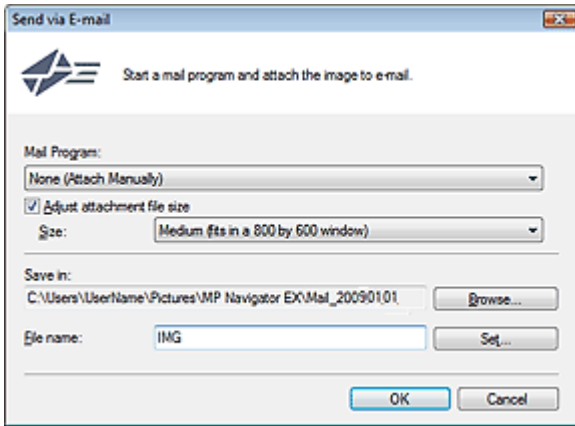 Send via E-mail
Start a mail program and attach the image to e-mail.
Mail Program:
None (Attach Manually)
Adjust attachment file size
Size: Medium (fits in a 800 by 600 window)
Save in:
C:\Users\UserName\Pictures\MP Navigator EX\Mail_20090101 Browse...
File name: IMG Set...
OK Cancel